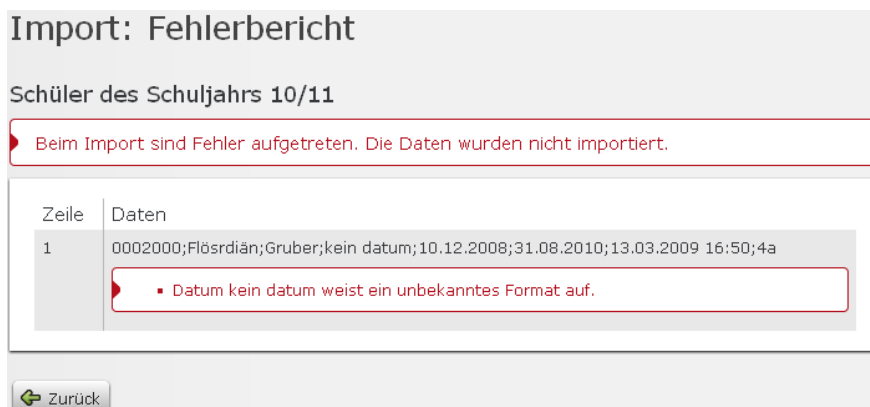 Import: Fehlerbericht
Schüler des Schuljahrs 10/11
Beim Import sind Fehler aufgetreten. Die Daten wurden nicht importiert.
Zeile Daten
1 0002000;Flösrdiän;Gruber;kein datum;10.12.2008;31.08.2010;13.03.2009 16:50;4a
▪ Datum kein datum weist ein unbekanntes Format auf.
Zurück